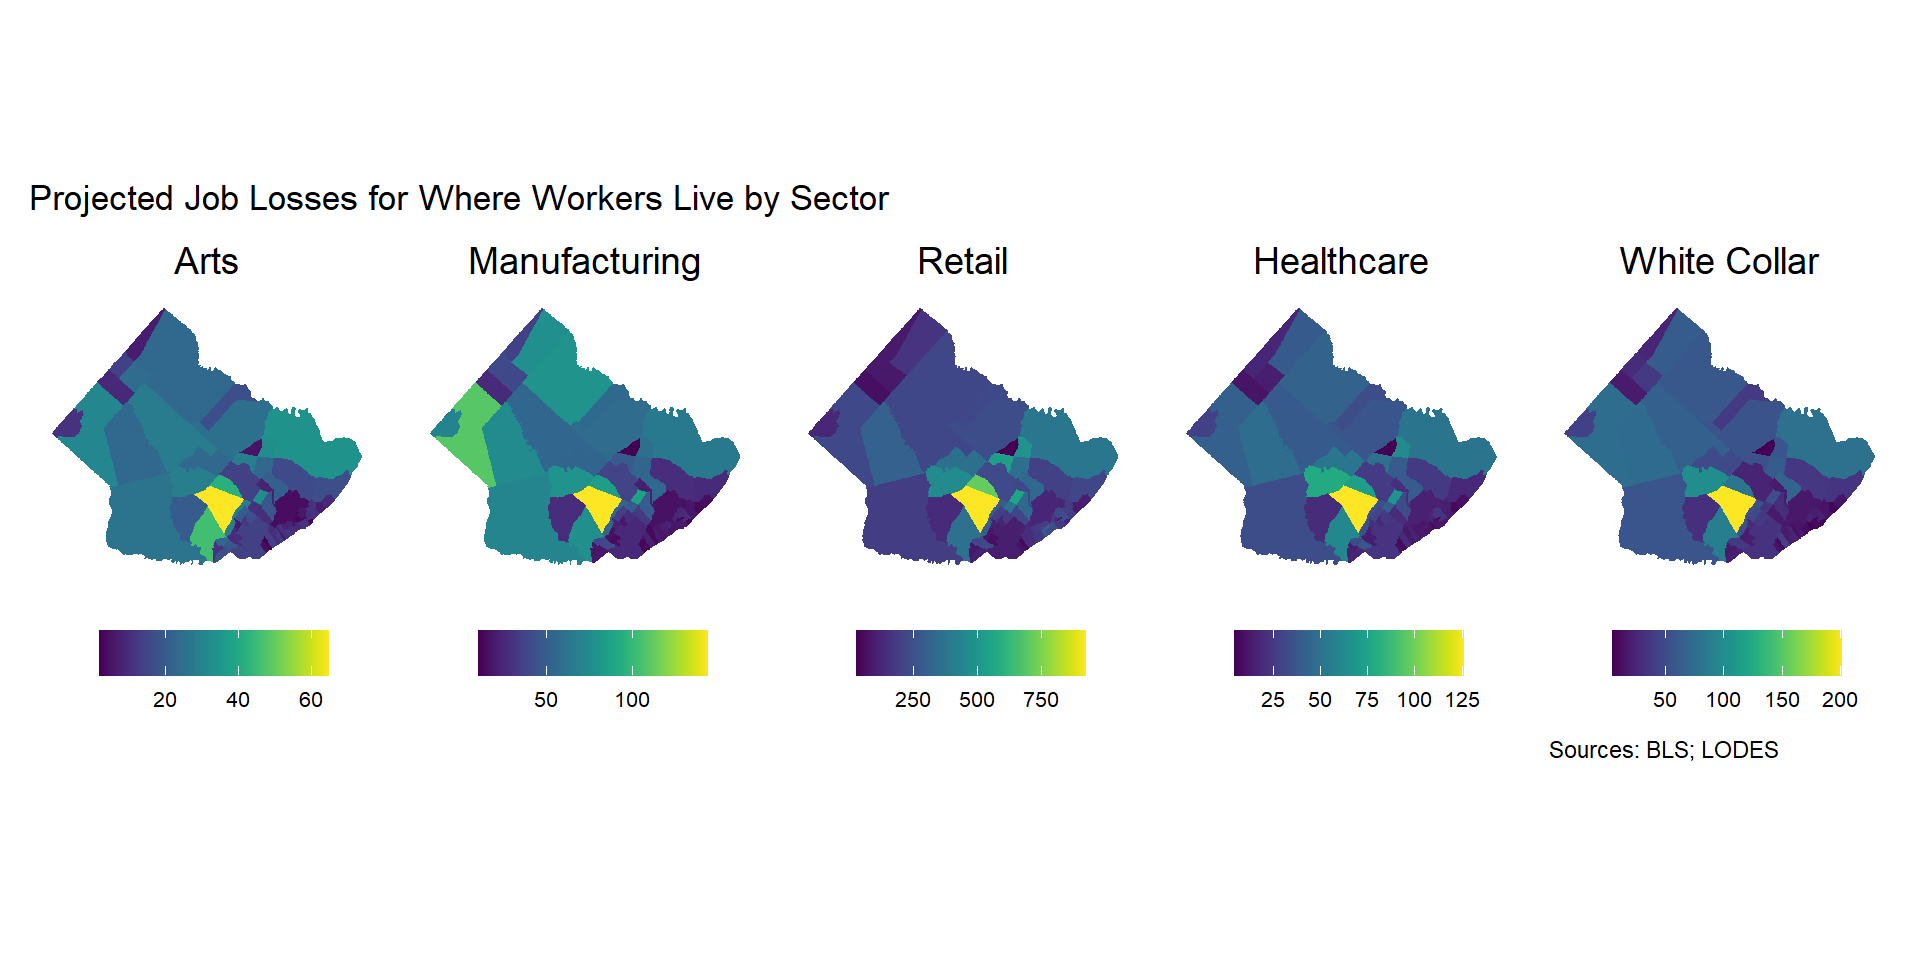 Projected Job Losses for Where Workers Live by Sector
Arts
Manufacturing
Retail
Healthcare
White Collar
20 40 60
50 100
250 500 750
25 50 75 100 125
50 100 150 200
Sources: BLS; LODES